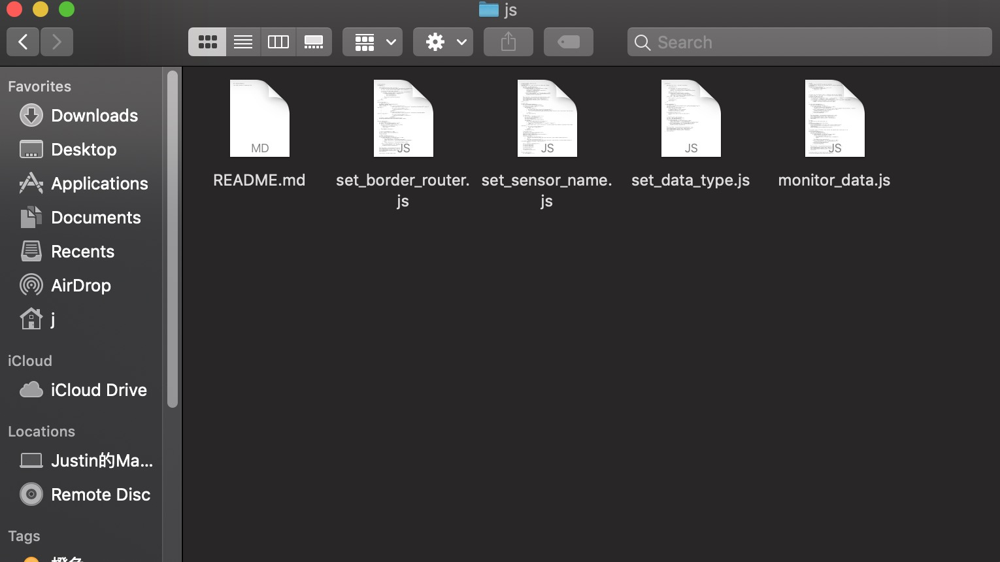 js
Search
Favorites
Downloads
Desktop
Applications
Documents
Recents
AirDrop
j
iCloud
iCloud Drive
Locations
Justin的Ma...
Remote Disc
Tags
橙色
MD
README.md
JS
set_border_router.
js
JS
set_sensor_name.
js
JS
set_data_type.js
JS
monitor_data.js